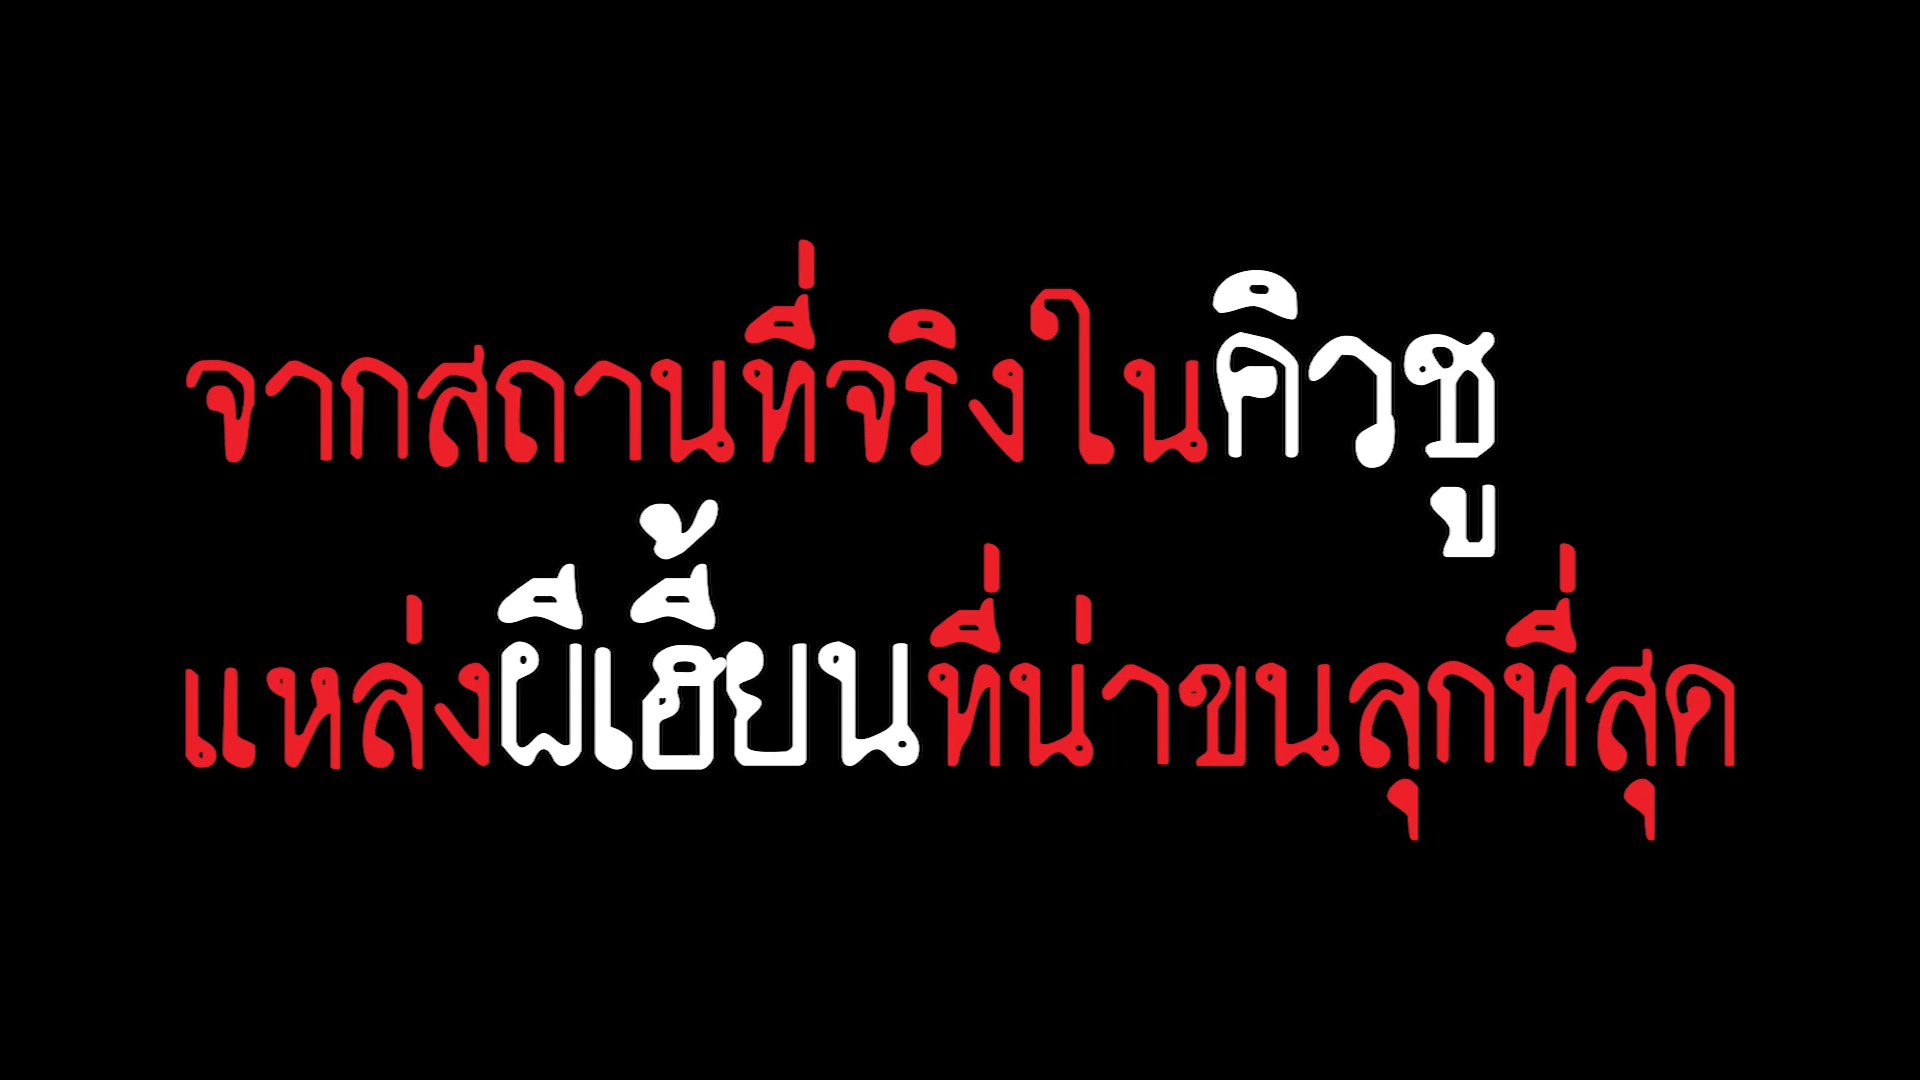 จากสถานที่จริงในคิวชู
แหล่งผีเฮี้ยนที่น่าขนลุกที่สุด